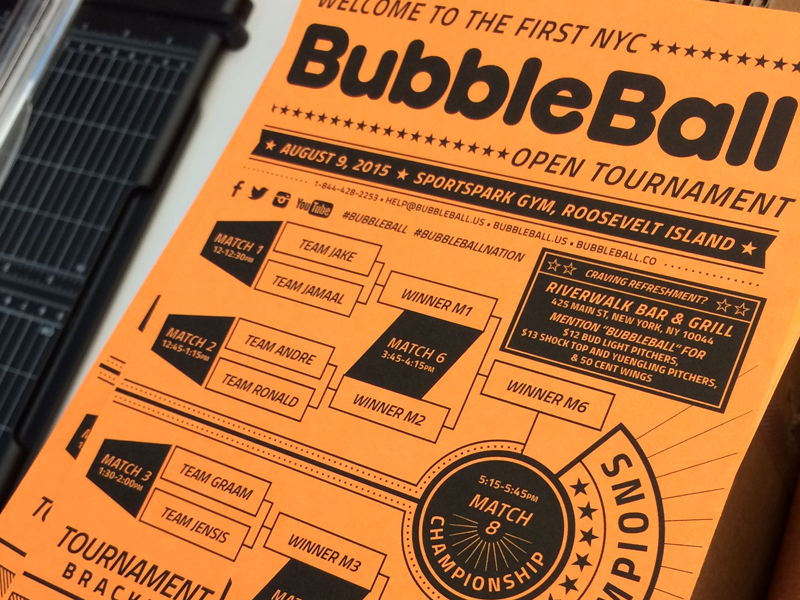 WELCOME TO THE FIRST NYC
BubbleBall
OPEN TOURNAMENT
AUGUST 9, 2015 ★ SPORTSPARK GYM, ROOSEVELT ISLAND
1-844-428-2253 • HELP@BUBBLEBALL.US • BUBBLEBALL.US • BUBBLEBALL.CO
You Tube #BUBBLEBALL #BUBBLEBALLNATION
MATCH 1
12-12:30PM
TEAM JAKE
TEAM JAMAAL
WINNER M1
CRAVING REFRESHMENT?
RIVERWALK BAR & GRILL
425 MAIN ST, NEW YORK, NY 10044
MENTION "BUBBLEBALL" FOR
$12 BUD LIGHT PITCHERS,
$13 SHOCK TOP AND YUENGLING PITCHERS,
& 50 CENT WINGS
MATCH 2
12:45-1:15PM
TEAM ANDRE
TEAM RONALD
MATCH 6
3:45-4:15PM
WINNER M2
WINNER M6
MATCH 3
1:30-2:00PM
TEAM GRAAM
TEAM JENSIS
WINNER M3
5:15-5:45PM
MATCH
8
CHAMPIONSHIP
TOURNAMENT